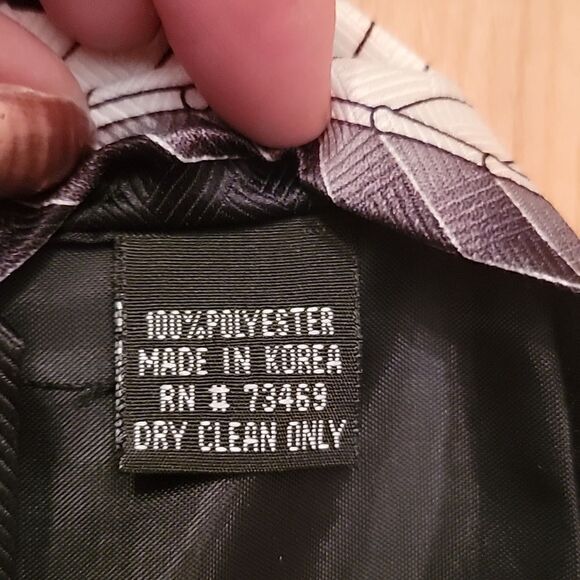 100% POLYESTER
MADE IN KOREA
RN # 73469
DRY CLEAN ONLY